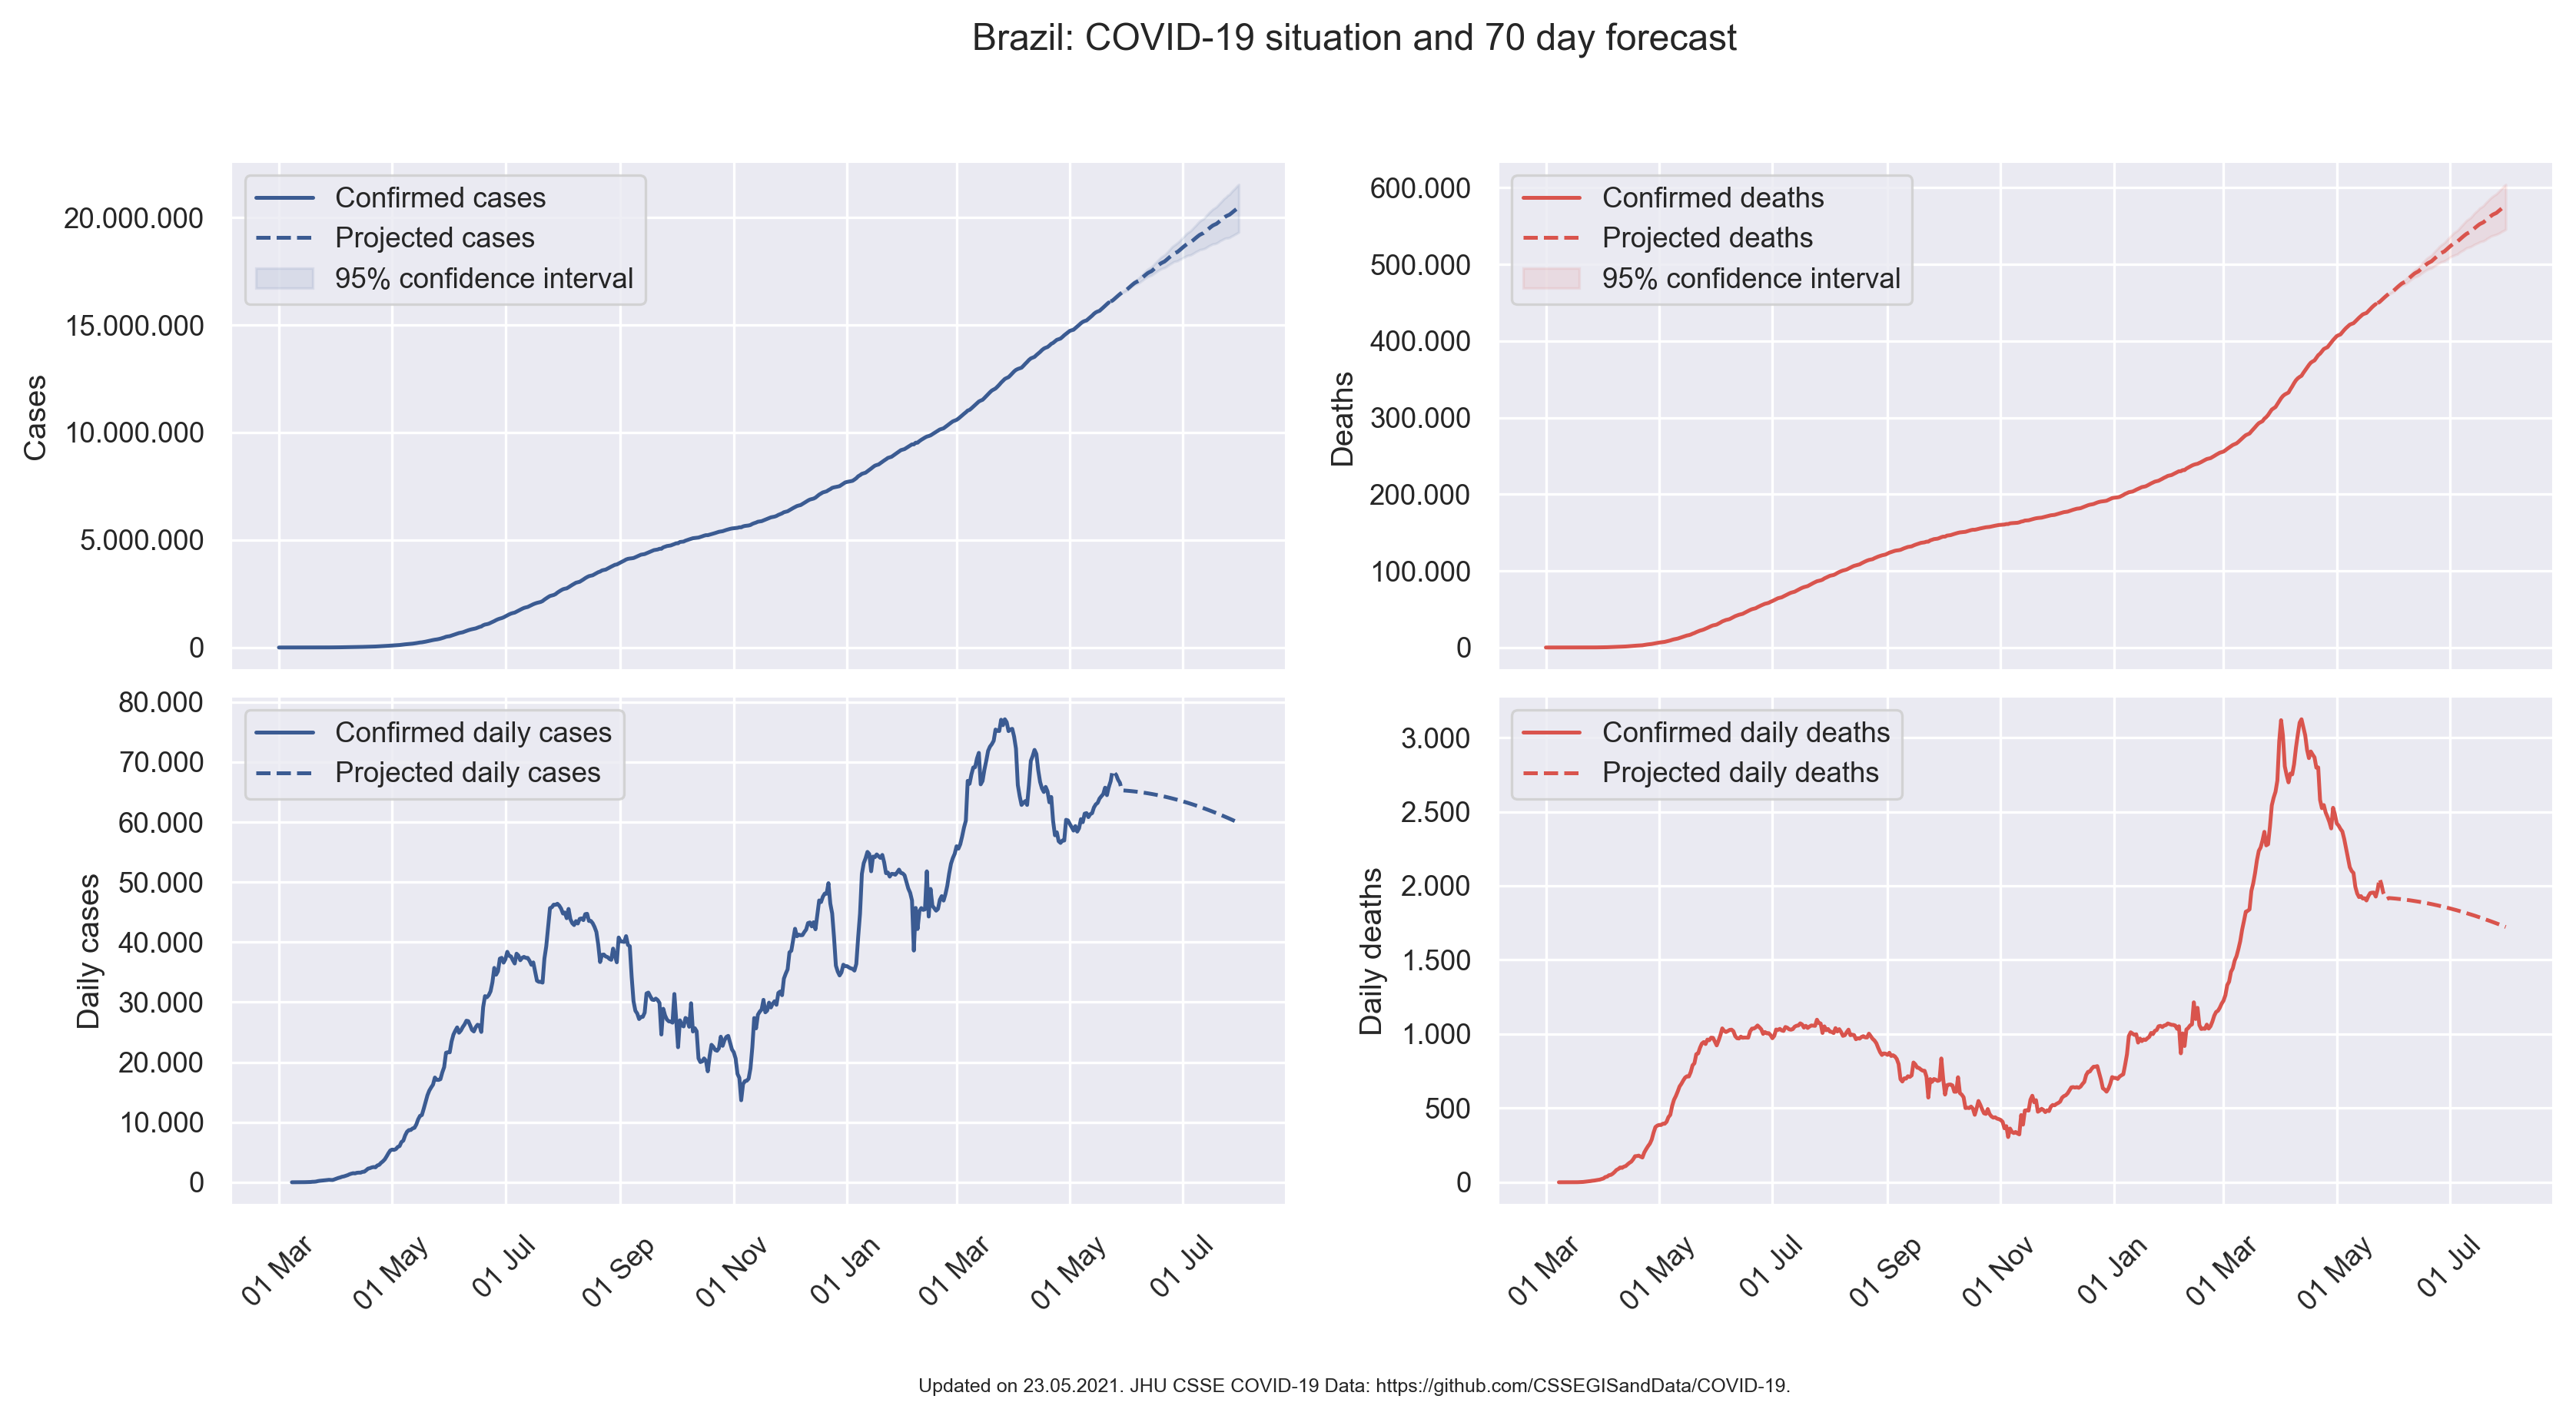 Brazil: COVID-19 situation and 70 day forecast
Confirmed cases
Projected cases
95% confidence interval
20.000.000
15.000.000
10.000.000
5.000.000
0
Cases
Confirmed deaths
Projected deaths
95% confidence interval
600.000
500.000
400.000
300.000
200.000
100.000
0
Deaths
Confirmed daily cases
Projected daily cases
80.000
70.000
60.000
50.000
40.000
30.000
20.000
10.000
0
Daily cases
01 Mar
01 May
01 Jul
01 Sep
01 Nov
01 Jan
01 Mar
01 May
01 Jul
Confirmed daily deaths
Projected daily deaths
3.000
2.500
2.000
1.500
1.000
500
0
Daily deaths
01 Mar
01 May
01 Jul
01 Sep
01 Nov
01 Jan
01 Mar
01 May
01 Jul
Updated on 23.05.2021. JHU CSSE COVID-19 Data: https://github.com/CSSEGISandData/COVID-19.